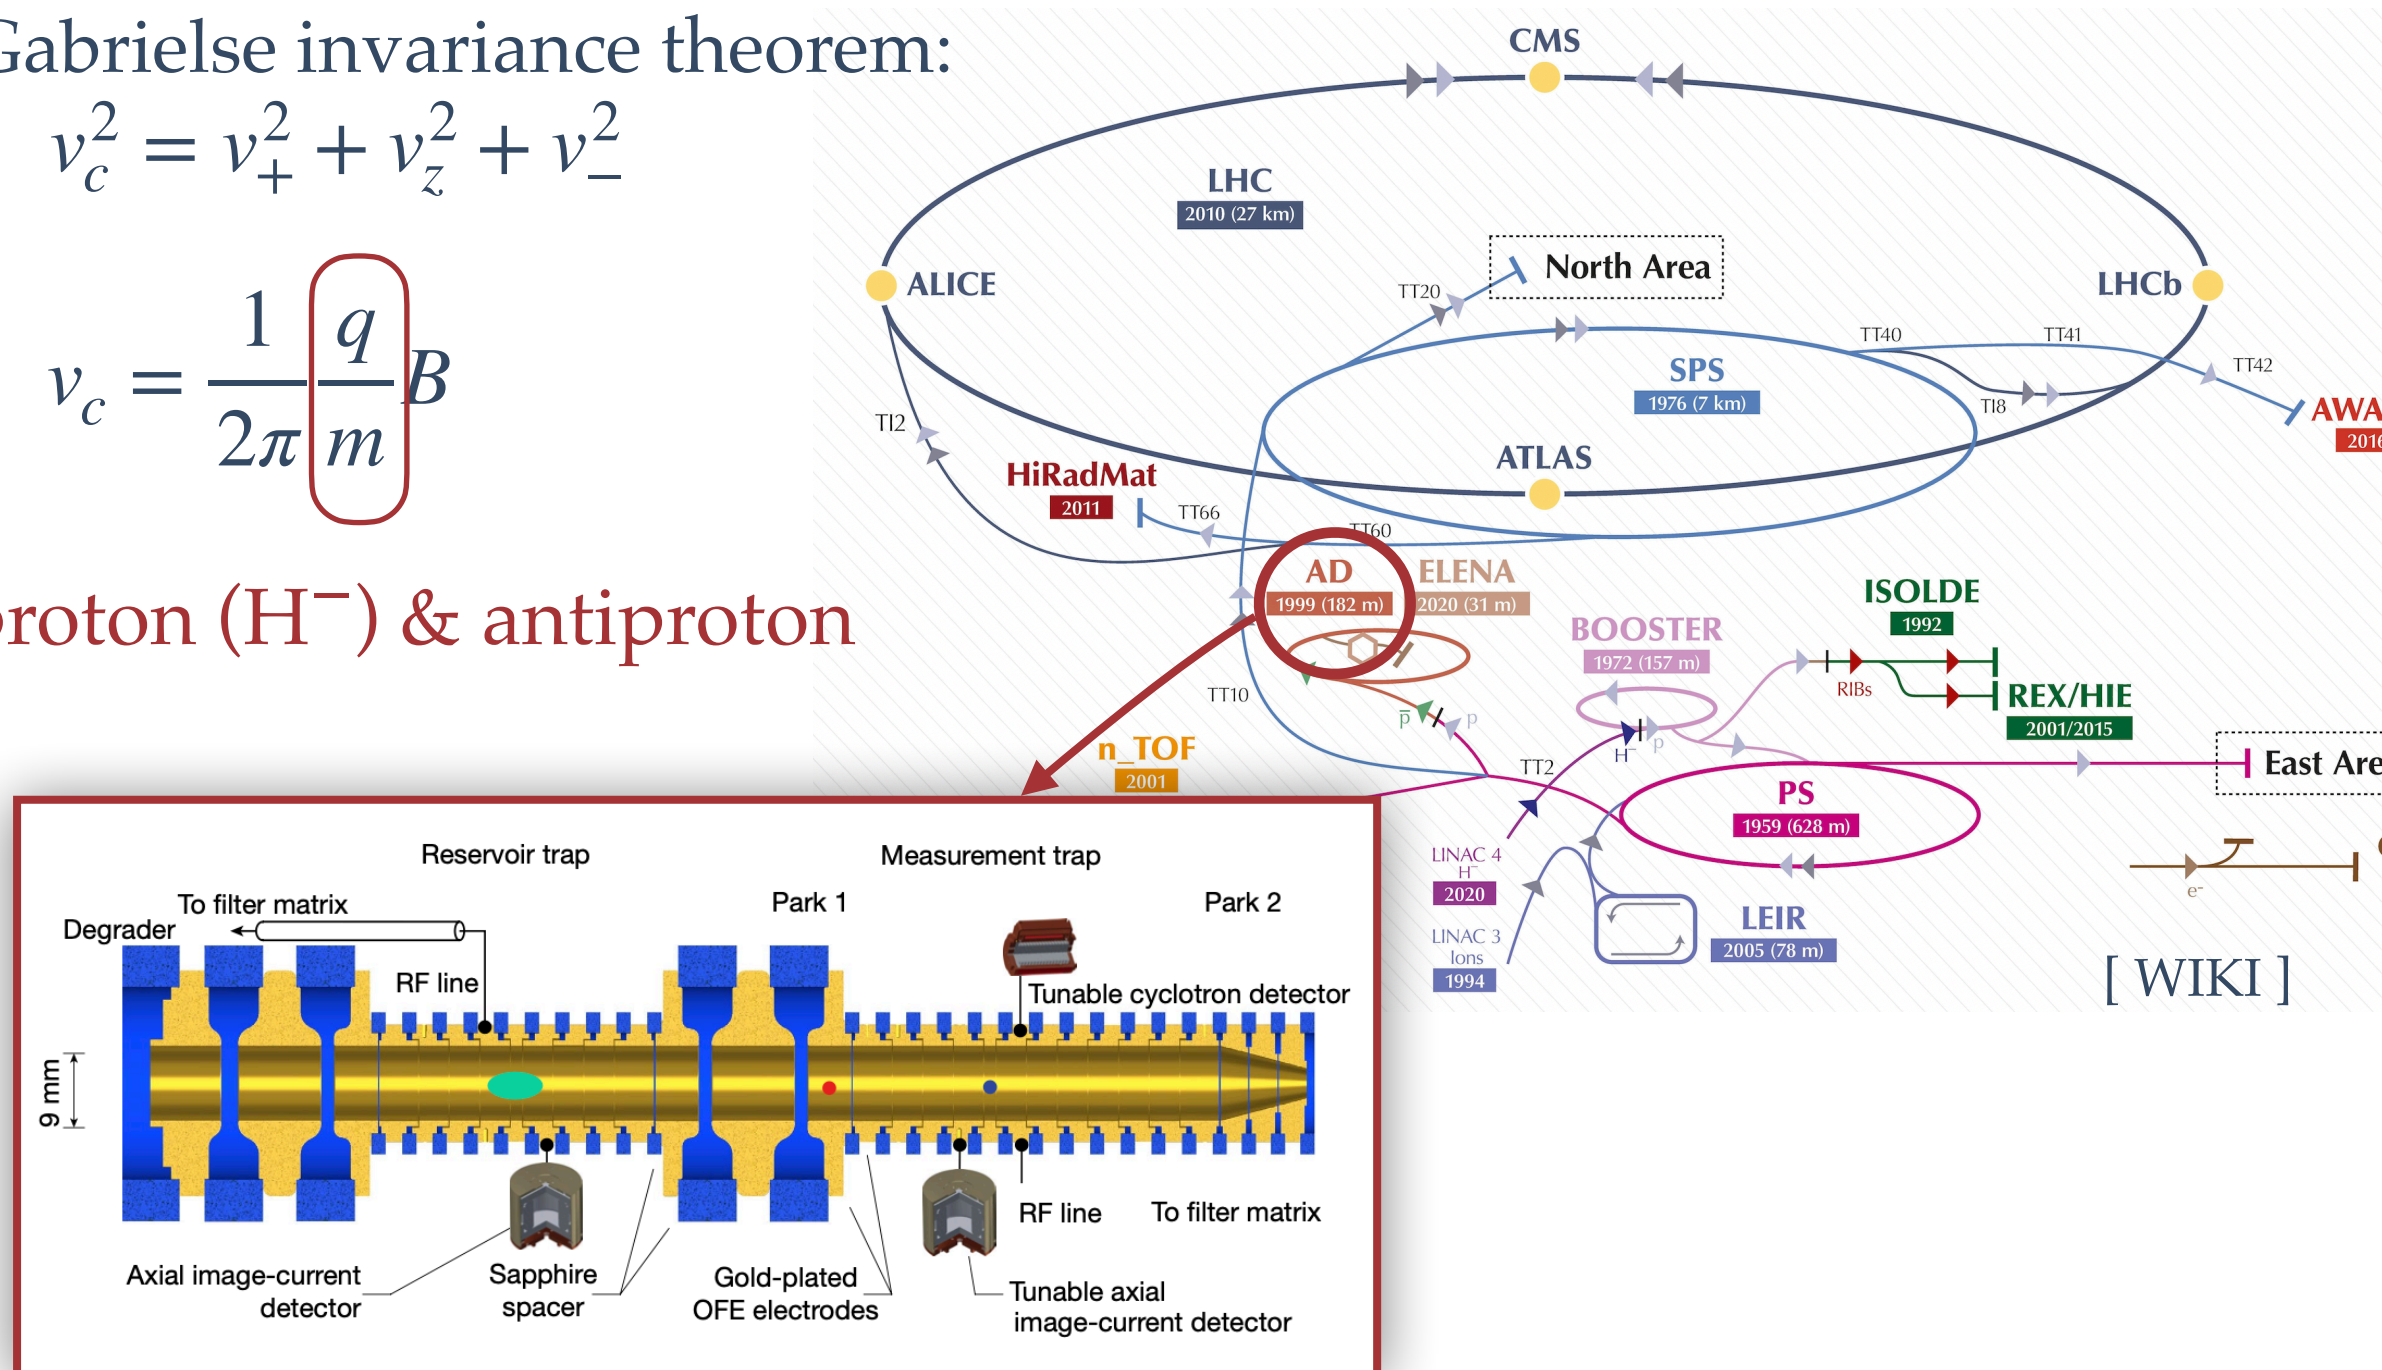 Gabrielse invariance theorem:
v_c^2 = v_+^2 + v_z^2 + v_-^2
v_c = 1/2π q/m B
proton (H⁻) & antiproton
CMS
LHC
2010 (27 km)
North Area
ALICE
LHCb
TT20
TT40
TT41
TT42
SPS
1976 (7 km)
TI8
TI2
2016
ATLAS
HiRadMat
2011
TT66
TT60
AD
1999 (182 m)
ELENA
2020 (31 m)
ISOLDE
1992
BOOSTER
1972 (157 m)
RIBs
REX/HIE
2001/2015
TT10
p̅
p
H⁻
p
n_TOF
2001
TT2
East Are
PS
1959 (628 m)
LINAC 4
H⁻
2020
e⁻
LEIR
2005 (78 m)
LINAC 3
Ions
1994
[ WIKI ]
Reservoir trap
Measurement trap
To filter matrix
Park 1
Park 2
Degrader
RF line
Tunable cyclotron detector
9 mm
RF line
To filter matrix
Axial image-current
detector
Sapphire
spacer
Gold-plated
OFE electrodes
Tunable axial
image-current detector